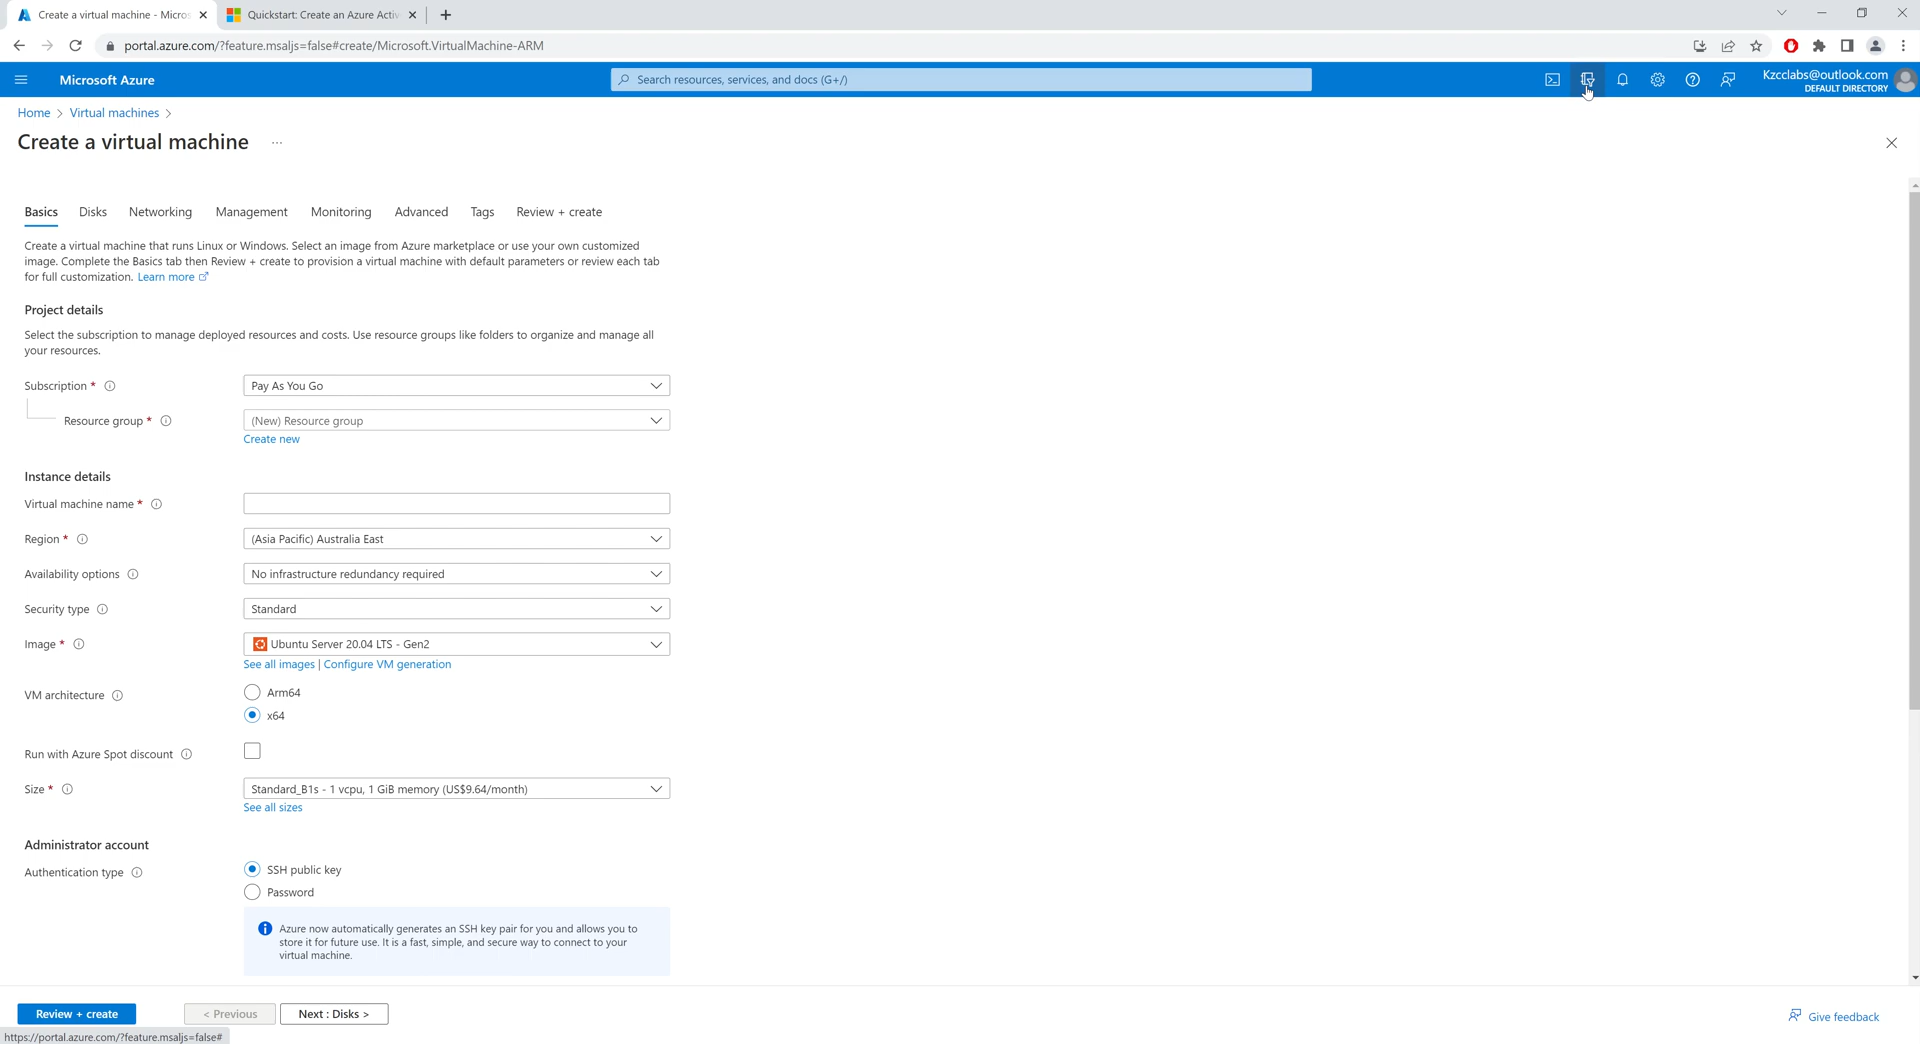 Create a virtual machine - Micros
Quickstart: Create an Azure Activ
portal.azure.com/?feature.msaljs=false#create/Microsoft.VirtualMachine-ARM
Microsoft Azure
Search resources, services, and docs (G+/)
Kzcclabs@outlook.com
DEFAULT DIRECTORY
Home > Virtual machines >
Create a virtual machine ...
Basics Disks Networking Management Monitoring Advanced Tags Review + create
Create a virtual machine that runs Linux or Windows. Select an image from Azure marketplace or use your own customized
image. Complete the Basics tab then Review + create to provision a virtual machine with default parameters or review each tab
for full customization. Learn more
Project details
Select the subscription to manage deployed resources and costs. Use resource groups like folders to organize and manage all
your resources.
Subscription * Pay As You Go
Resource group * (New) Resource group
Create new
Instance details
Virtual machine name *
Region * (Asia Pacific) Australia East
Availability options No infrastructure redundancy required
Security type Standard
Image * Ubuntu Server 20.04 LTS - Gen2
See all images | Configure VM generation
VM architecture Arm64
x64
Run with Azure Spot discount
Size * Standard_B1s - 1 vcpu, 1 GiB memory (US$9.64/month)
See all sizes
Administrator account
Authentication type SSH public key
Password
Azure now automatically generates an SSH key pair for you and allows you to
store it for future use. It is a fast, simple, and secure way to connect to your
virtual machine.
Review + create < Previous Next : Disks > Give feedback
https://portal.azure.com/?feature.msaljs=false#